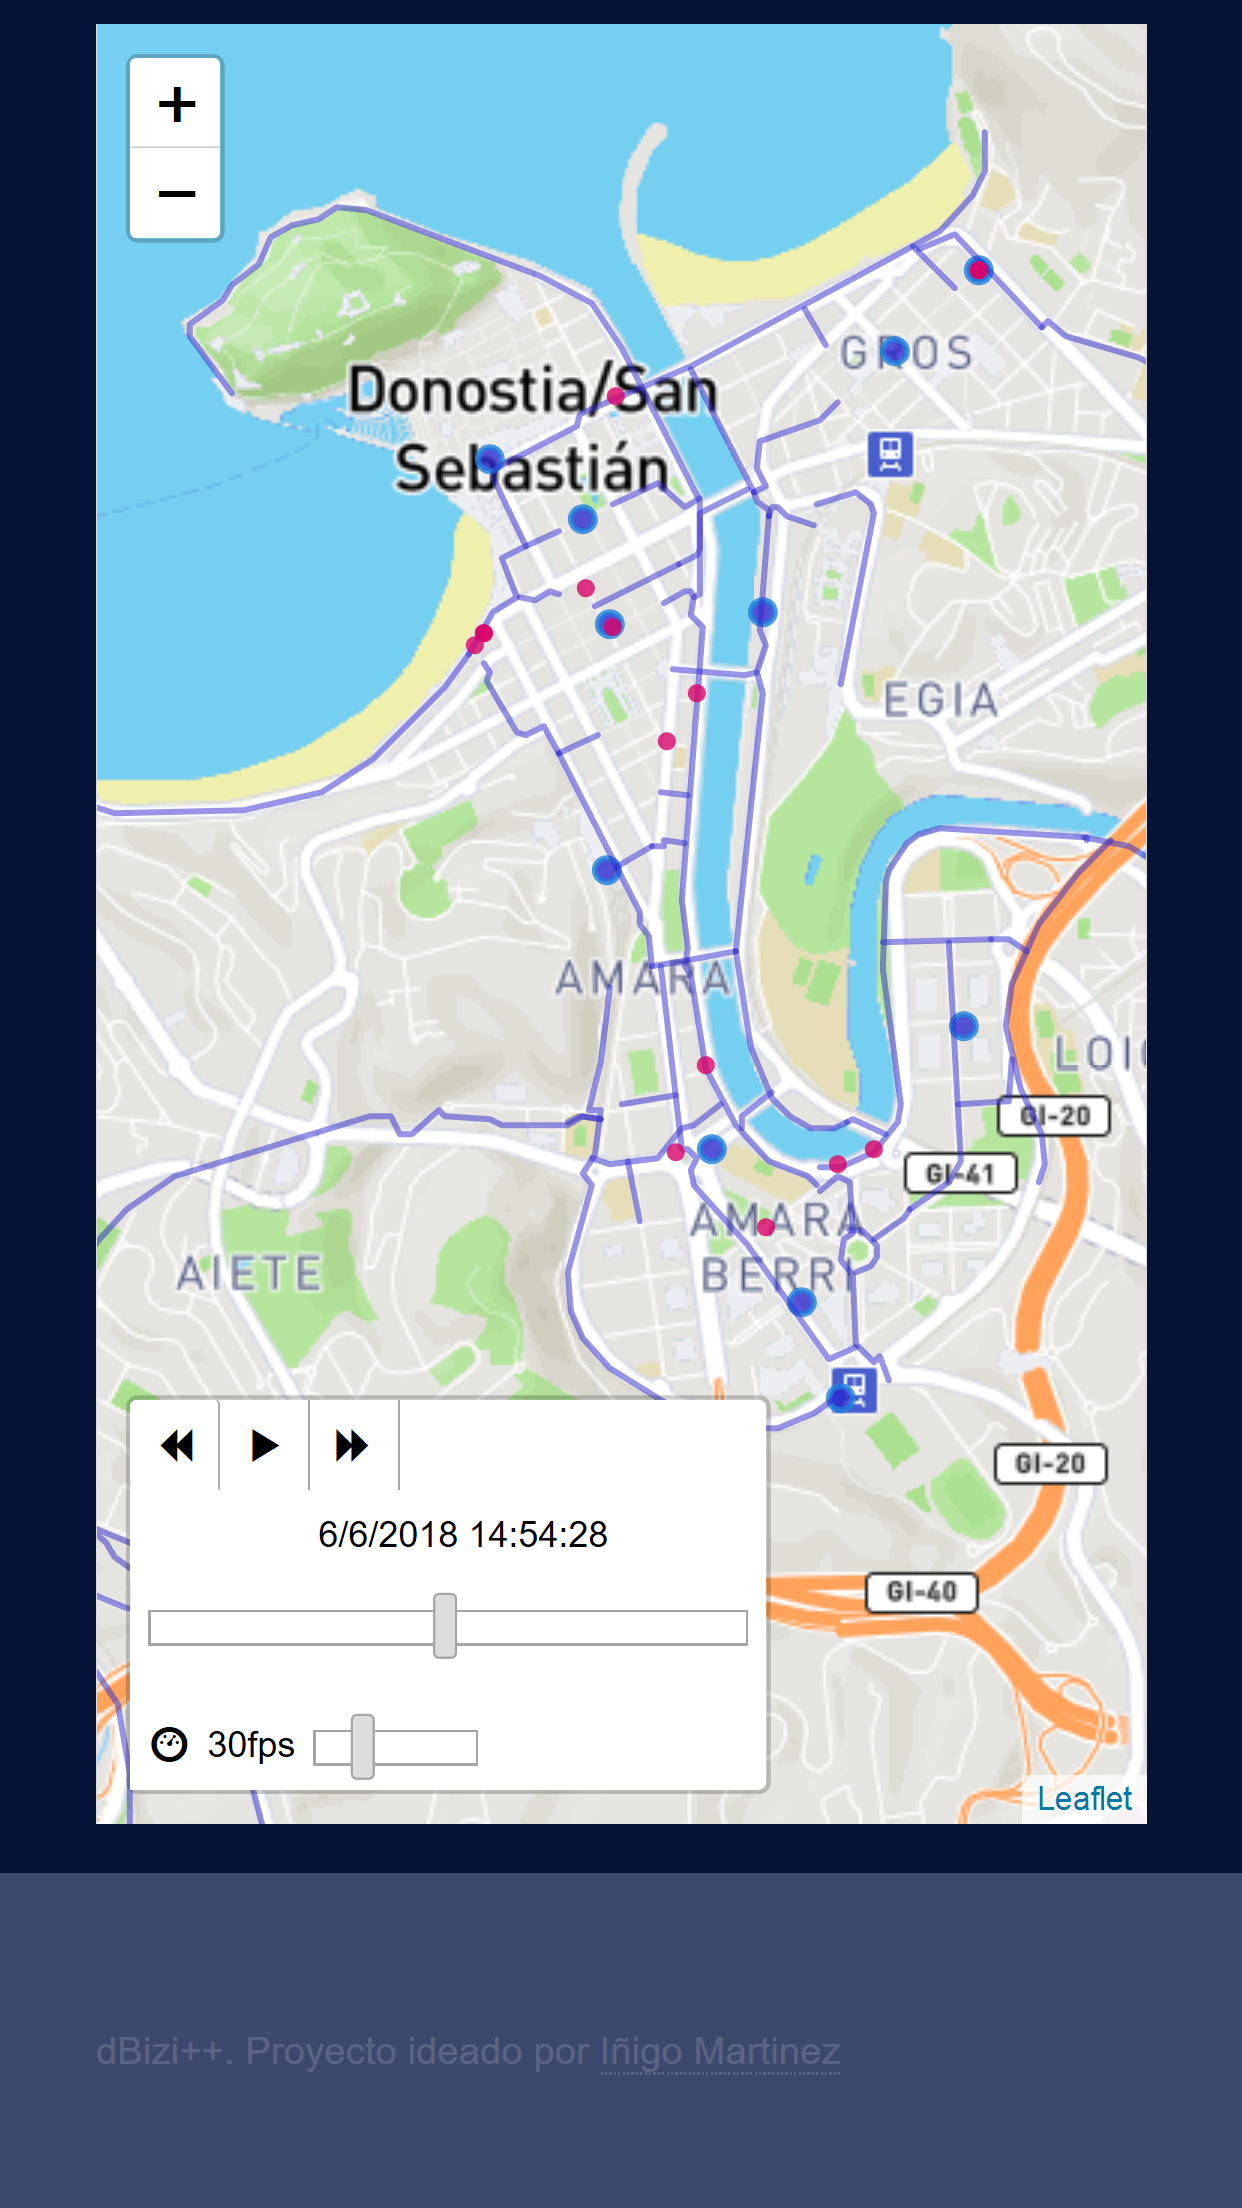 +
−
GROS
Donostia/San
Sebastián
EGIA
AMARA
GI-20
GI-41
AMARA
BERRI
AIETE
GI-20
6/6/2018 14:54:28
GI-40
30fps
Leaflet
dBizi++. Proyecto ideado por Iñigo Martinez